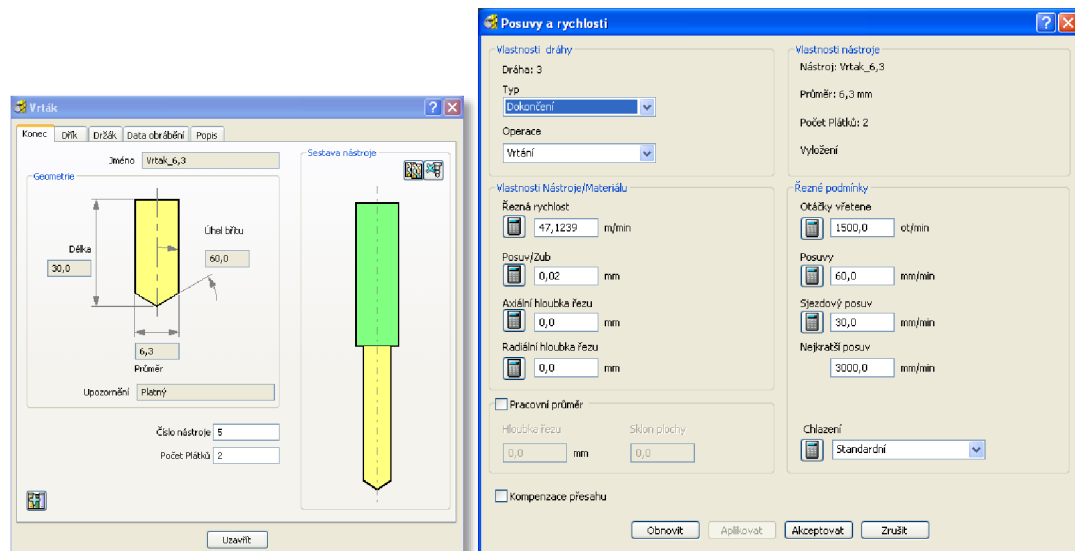 Vrták
Konec Dřík Držák Data obrábění Popis
Jméno Vrtak_6,3
Geometrie
Délka
30,0
Úhel břbu
60,0
6,3
Průměr
Upozornění Platný
Číslo nástroje 5
Počet Plátků 2
Sestava nástroje
Uzavřít
Posuvy a rychlosti
Vlastnosti dráhy
Dráha: 3
Typ
Dokončení
Operace
Vrtání
Vlastnosti nástroje
Nástroj: Vrtak_6,3
Průměr: 6,3 mm
Počet Plátků: 2
Vyložení
Vlastnosti Nástroje/Materiálu
Řezná rychlost
47,1239 m/min
Posuv/Zub
0,02 mm
Axiální hloubka řezu
0,0 mm
Radiální hloubka řezu
0,0 mm
Řezné podmínky
Otáčky vřetene
1500,0 ot/min
Posuvy
60,0 mm/min
Sjezdový posuv
30,0 mm/min
Nejkratší posuv
3000,0 mm/min
Pracovní průměr
Hloubka řezu Sklon plochy
0,0 mm 0,0
Chlazení
Standardní
Kompenzace přesahu
Obnovit Aplikovat Akceptovat Zrušit